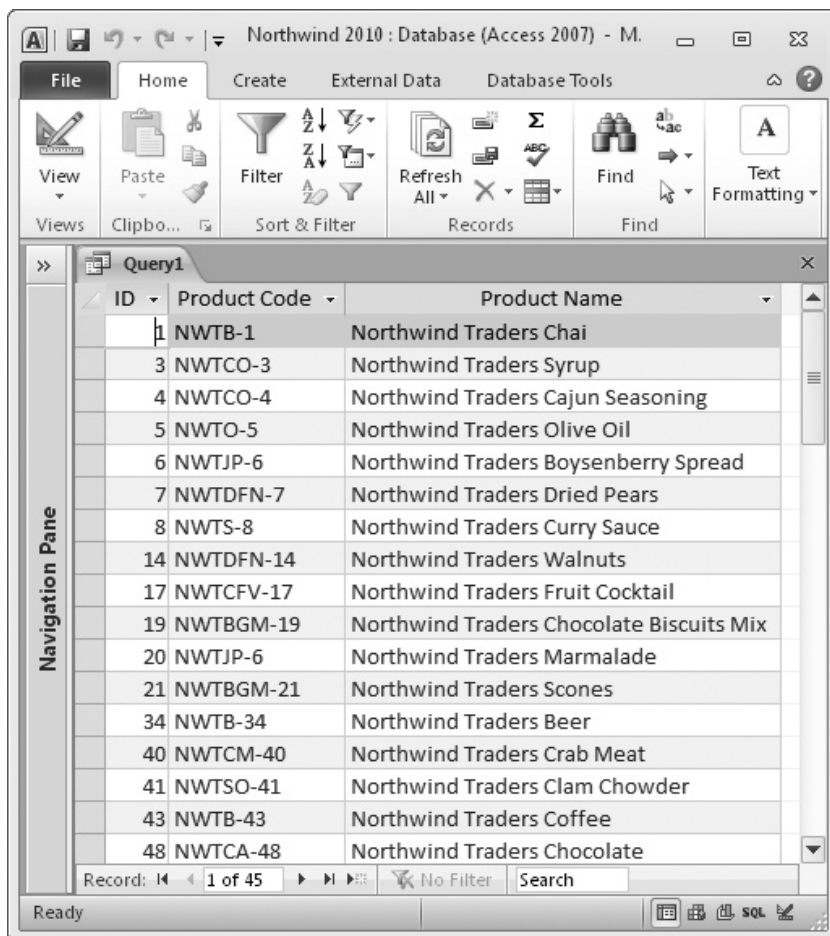 Northwind 2010 : Database (Access 2007) - M.
File Home Create External Data Database Tools
View Paste Filter Refresh All Find Text Formatting
Views Clipbo... Sort & Filter Records Find
Query1
ID Product Code Product Name
1 NWTB-1 Northwind Traders Chai
3 NWTCO-3 Northwind Traders Syrup
4 NWTCO-4 Northwind Traders Cajun Seasoning
5 NWTO-5 Northwind Traders Olive Oil
6 NWTJP-6 Northwind Traders Boysenberry Spread
7 NWTDFN-7 Northwind Traders Dried Pears
8 NWTS-8 Northwind Traders Curry Sauce
14 NWTDFN-14 Northwind Traders Walnuts
17 NWTCFV-17 Northwind Traders Fruit Cocktail
19 NWTBGM-19 Northwind Traders Chocolate Biscuits Mix
20 NWTJP-6 Northwind Traders Marmalade
21 NWTBGM-21 Northwind Traders Scones
34 NWTB-34 Northwind Traders Beer
40 NWTCM-40 Northwind Traders Crab Meat
41 NWTSO-41 Northwind Traders Clam Chowder
43 NWTB-43 Northwind Traders Coffee
48 NWTCA-48 Northwind Traders Chocolate
Navigation Pane
Record: 1 of 45 No Filter Search
Ready SQL